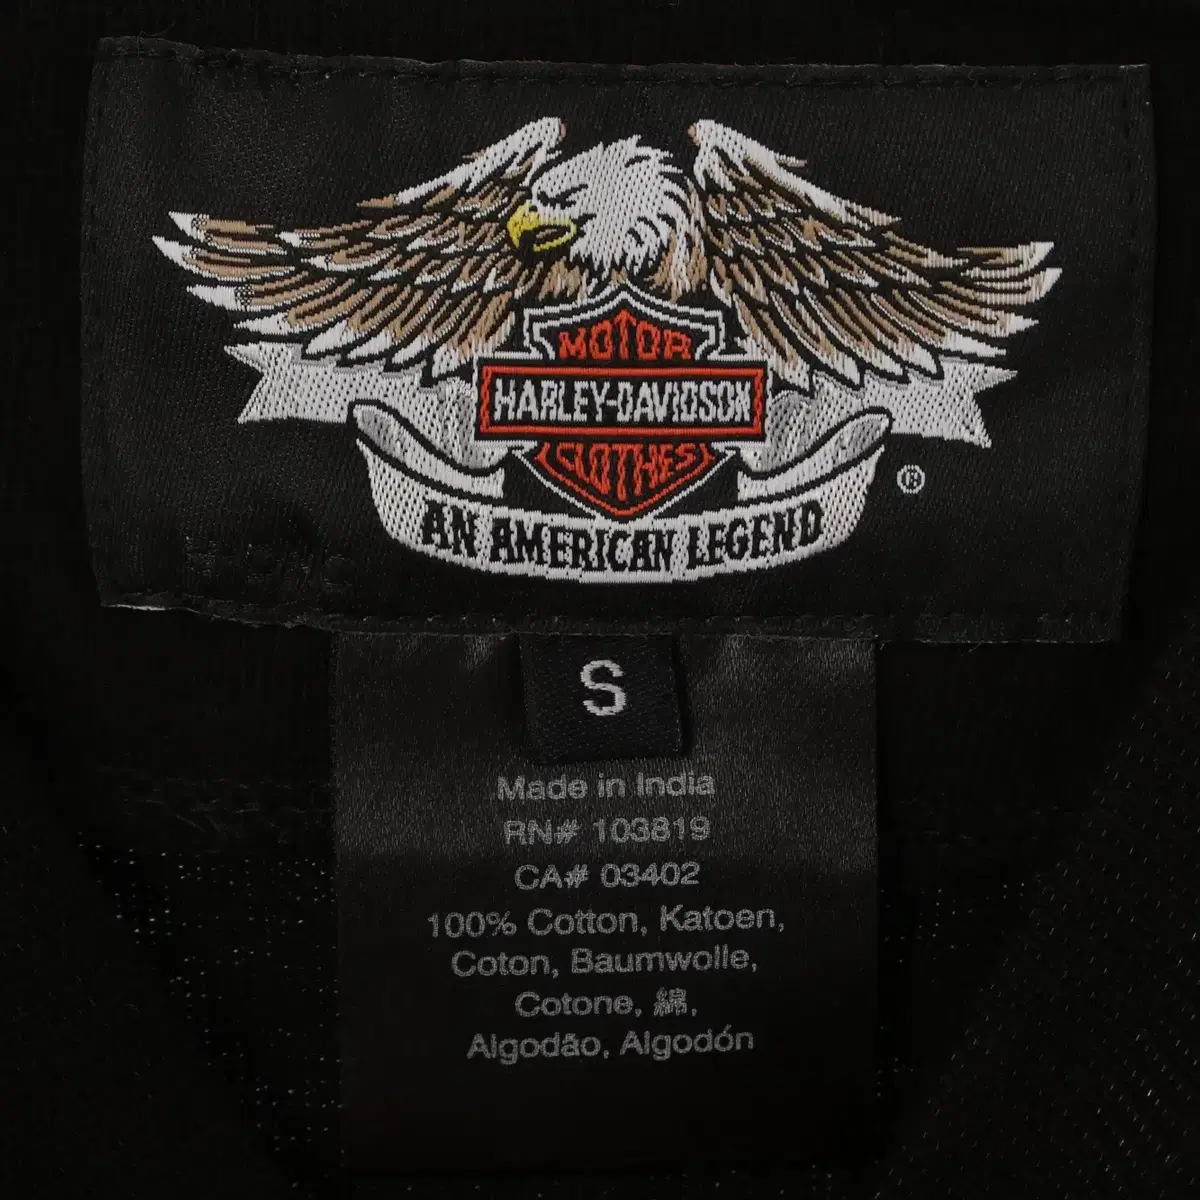 MOTOR
HARLEY-DAVIDSON
CLOTHES
®
AN AMERICAN LEGEND
S
Made in India
RN# 103819
CA# 03402
100% Cotton, Katoen,
Coton, Baumwolle,
Cotone, 綿,
Algodão, Algodón